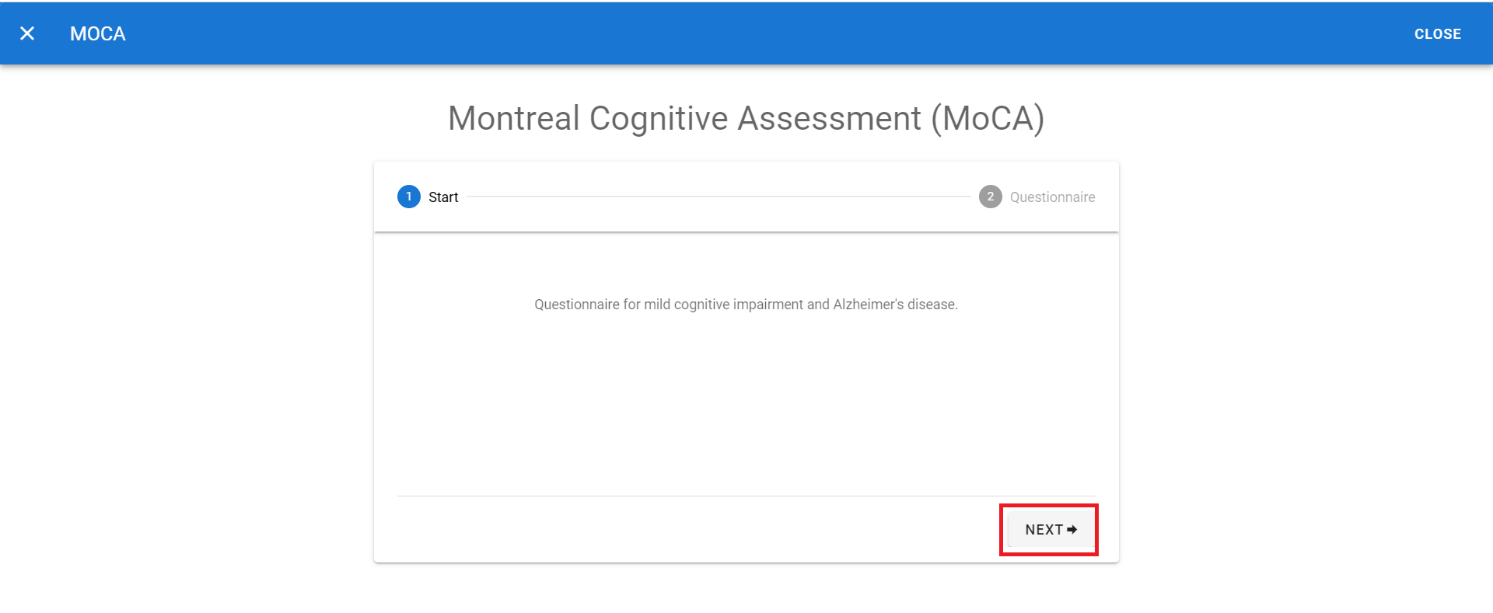 MOCA
CLOSE
Montreal Cognitive Assessment (MoCA)
1 Start
2 Questionnaire
Questionnaire for mild cognitive impairment and Alzheimer's disease.
NEXT